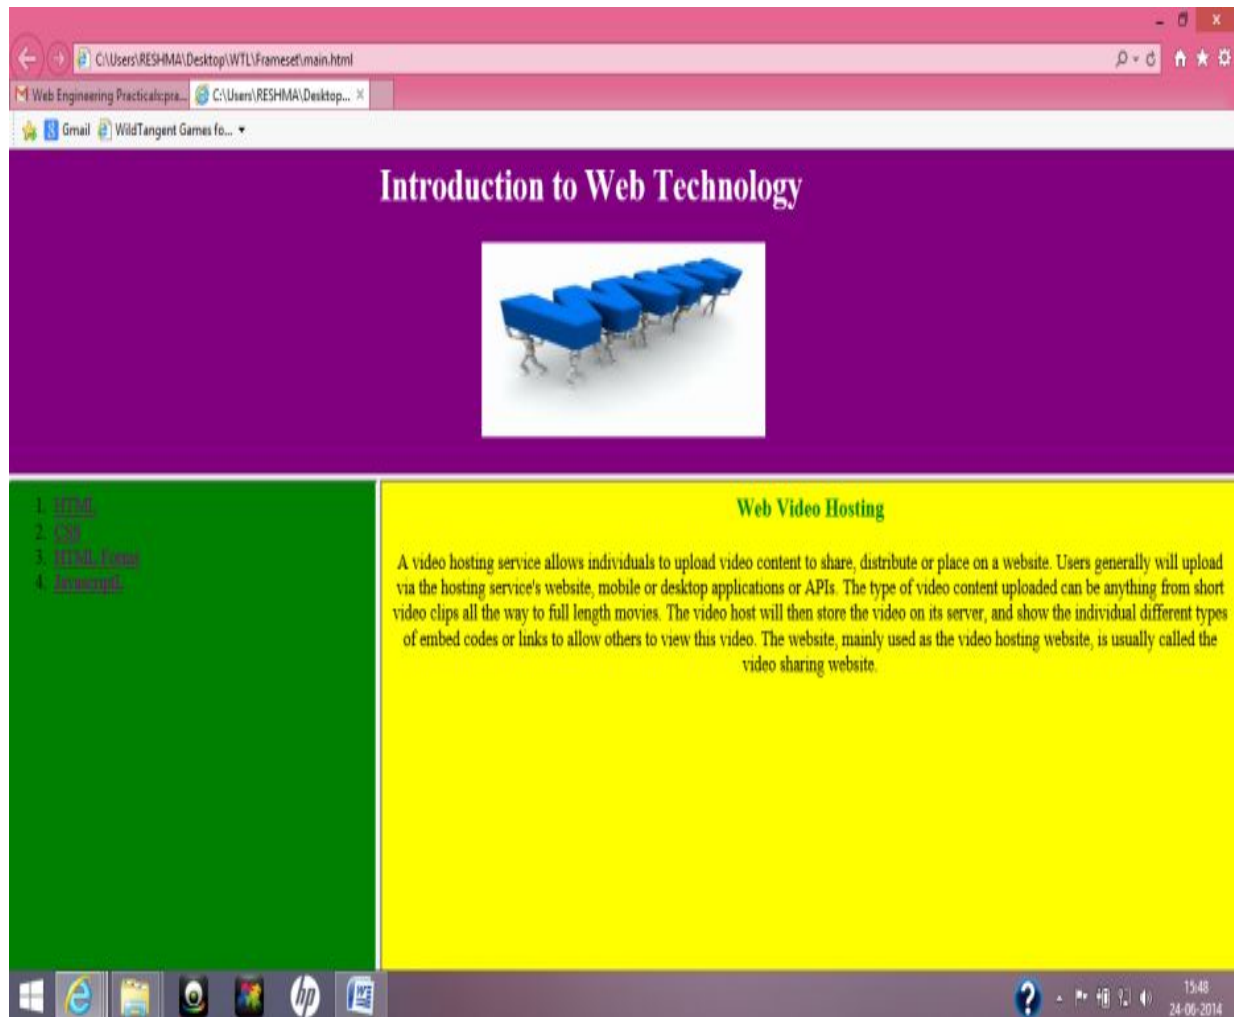 C:\Users\RESHMA\Desktop\WTL\Frameset\main.html
Web Engineering Practicals:pra... C:\Users\RESHMA\Desktop...
Gmail WildTangent Games fo...
Introduction to Web Technology
WWWW
1. HTML
2. CSS
3. HTML Forms
4. JavascriptL
Web Video Hosting
A video hosting service allows individuals to upload video content to share, distribute or place on a website. Users generally will upload
via the hosting service's website, mobile or desktop applications or APIs. The type of video content uploaded can be anything from short
video clips all the way to full length movies. The video host will then store the video on its server, and show the individual different types
of embed codes or links to allow others to view this video. The website, mainly used as the video hosting website, is usually called the
video sharing website.
hp
15:48
24-06-2014